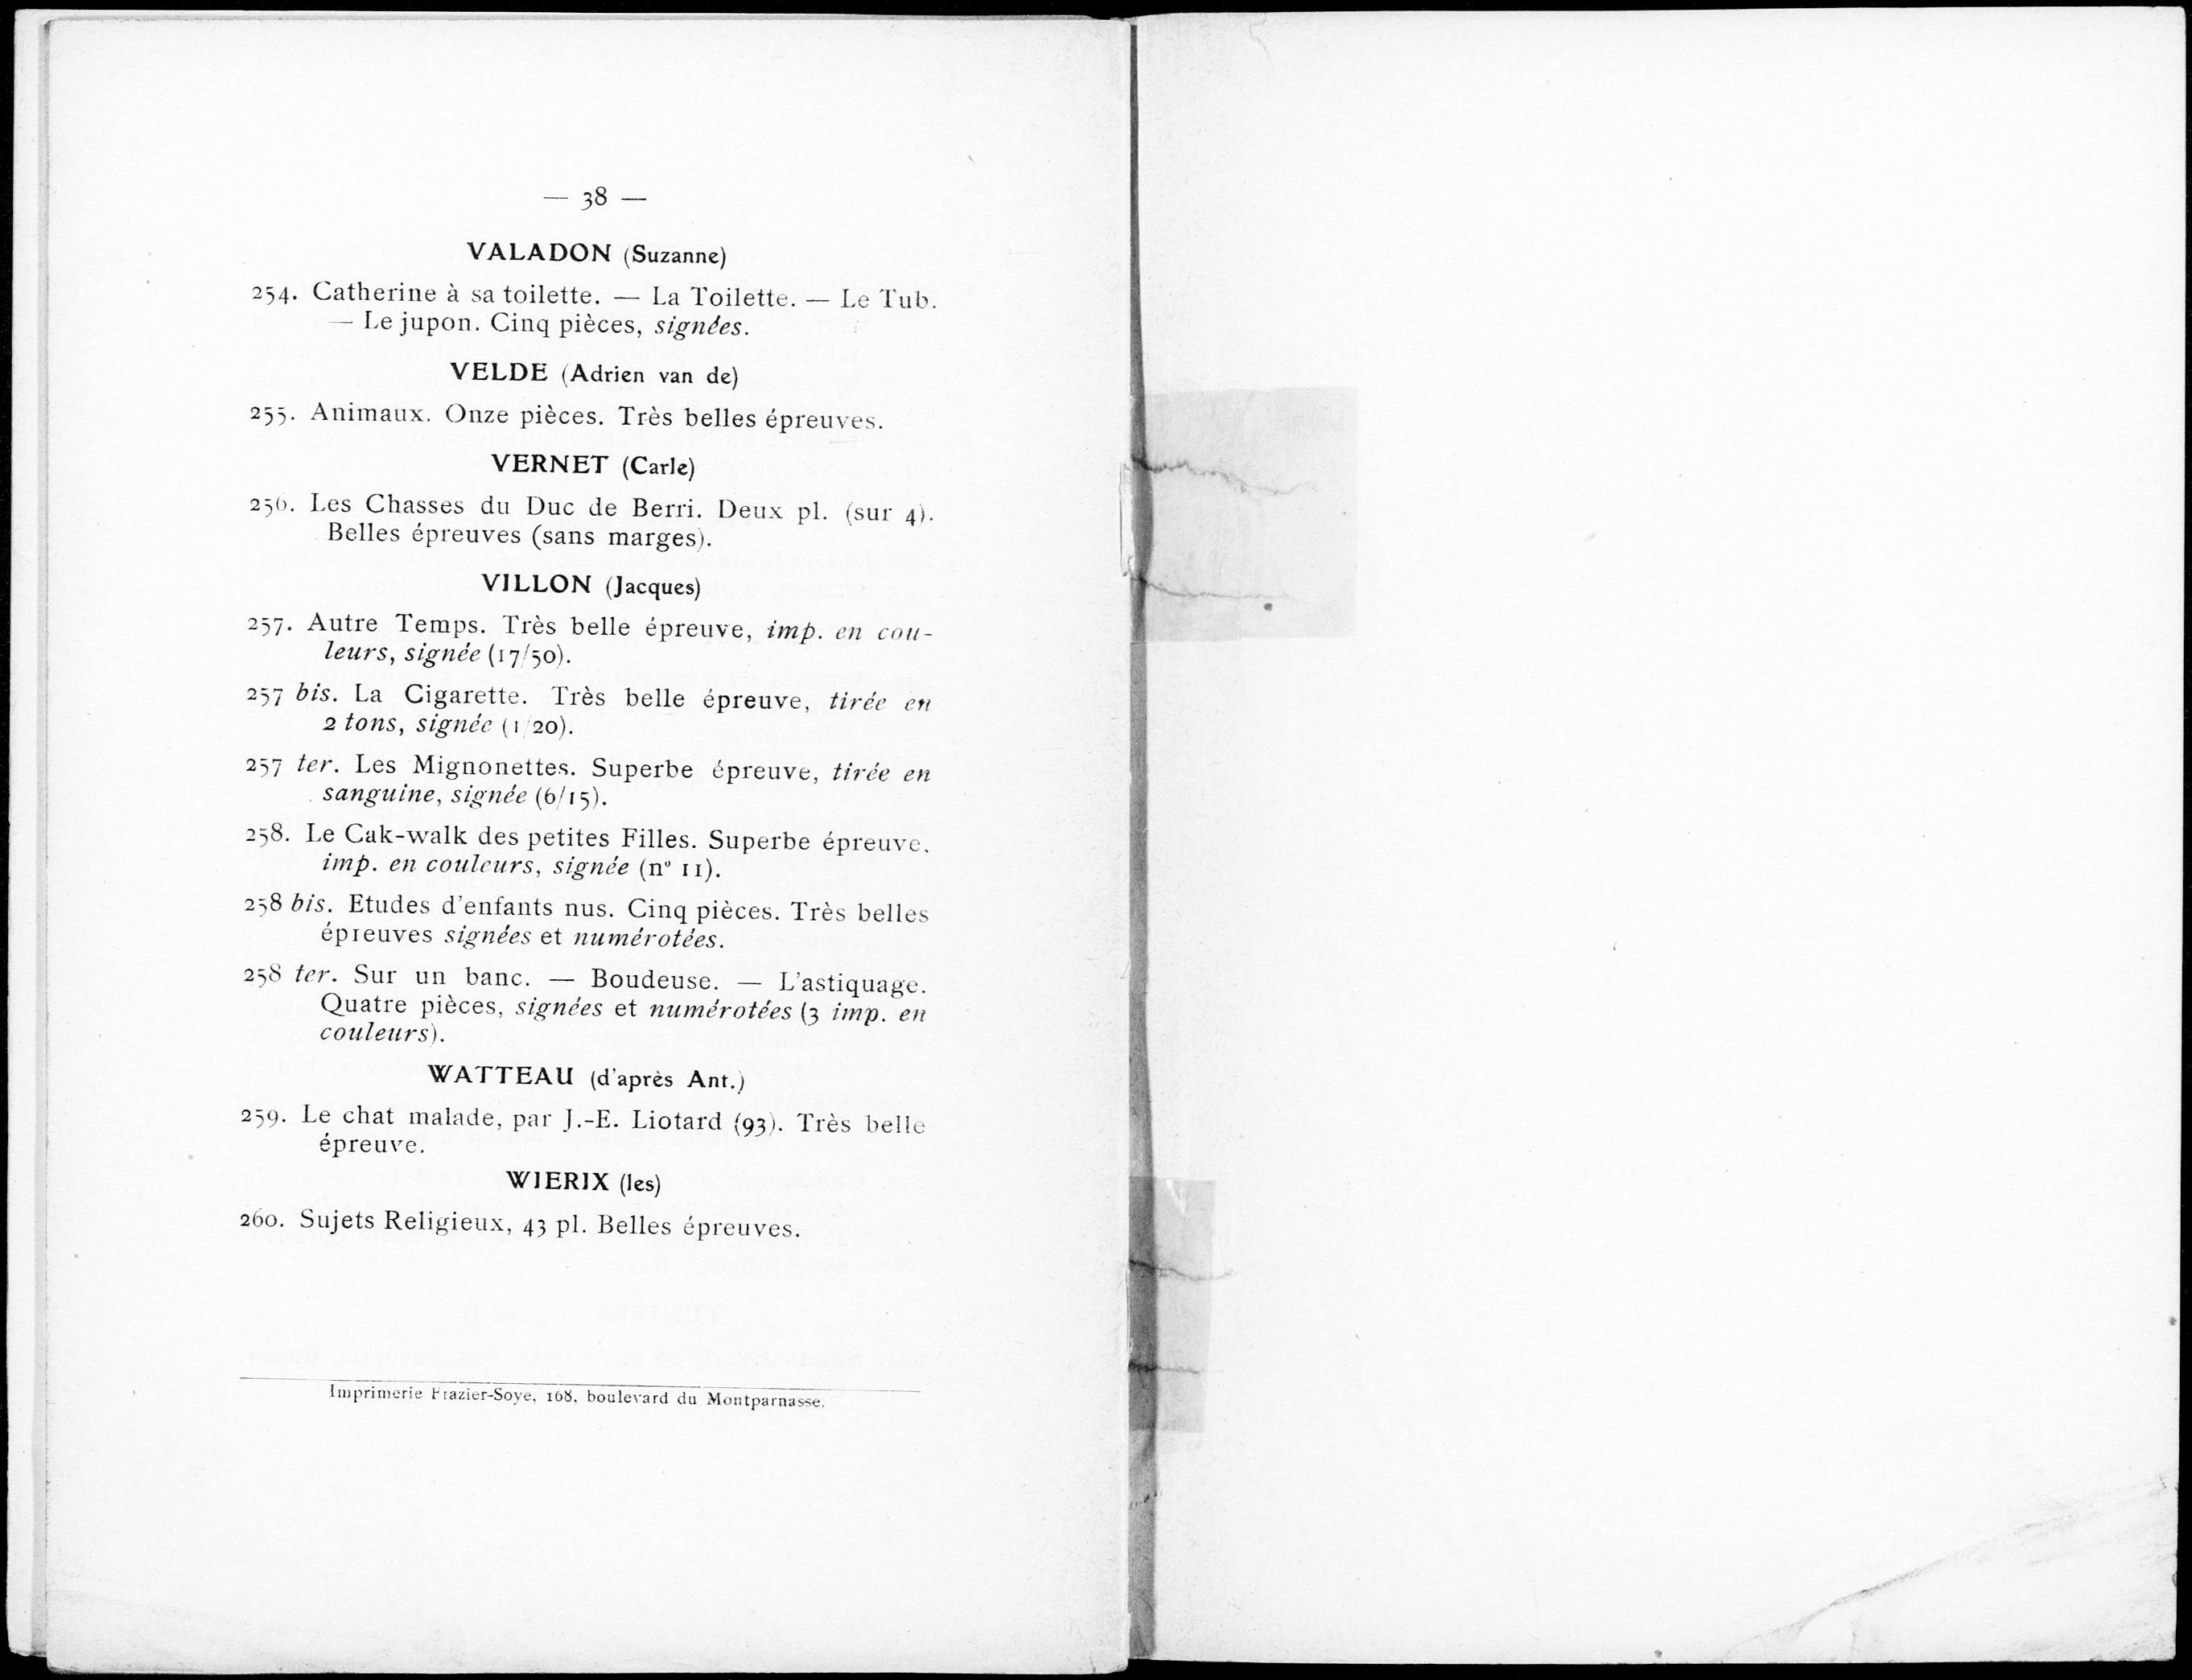 — 38 —
VALADON (Suzanne)
254. Catherine à sa toilette. — La Toilette. — Le Tub.
— Le jupon. Cinq pièces, signées.
VELDE (Adrien van de)
255. Animaux. Onze pièces. Très belles épreuves.
VERNET (Carle)
256. Les Chasses du Duc de Berri. Deux pl. (sur 4).
Belles épreuves (sans marges).
VILLON (Jacques)
257. Autre Temps. Très belle épreuve, imp. en cou-
leurs, signée (17/50).
257 bis. La Cigarette. Très belle épreuve, tirée en
2 tons, signée (1/20).
257 ter. Les Mignonettes. Superbe épreuve, tirée en
sanguine, signée (6/15).
258. Le Cak-walk des petites Filles. Superbe épreuve.
imp. en couleurs, signée (nº 11).
258 bis. Etudes d'enfants nus. Cinq pièces. Très belles
épreuves signées et numérotées.
258 ter. Sur un banc. — Boudeuse. — L'astiquage.
Quatre pièces, signées et numérotées (3 imp. en
couleurs).
WATTEAU (d'après Ant.)
259. Le chat malade, par J.-E. Liotard (93). Très belle
épreuve.
WIERIX (les)
260. Sujets Religieux, 43 pl. Belles épreuves.
Imprimerie Frazier-Soye, 168, boulevard du Montparnasse.